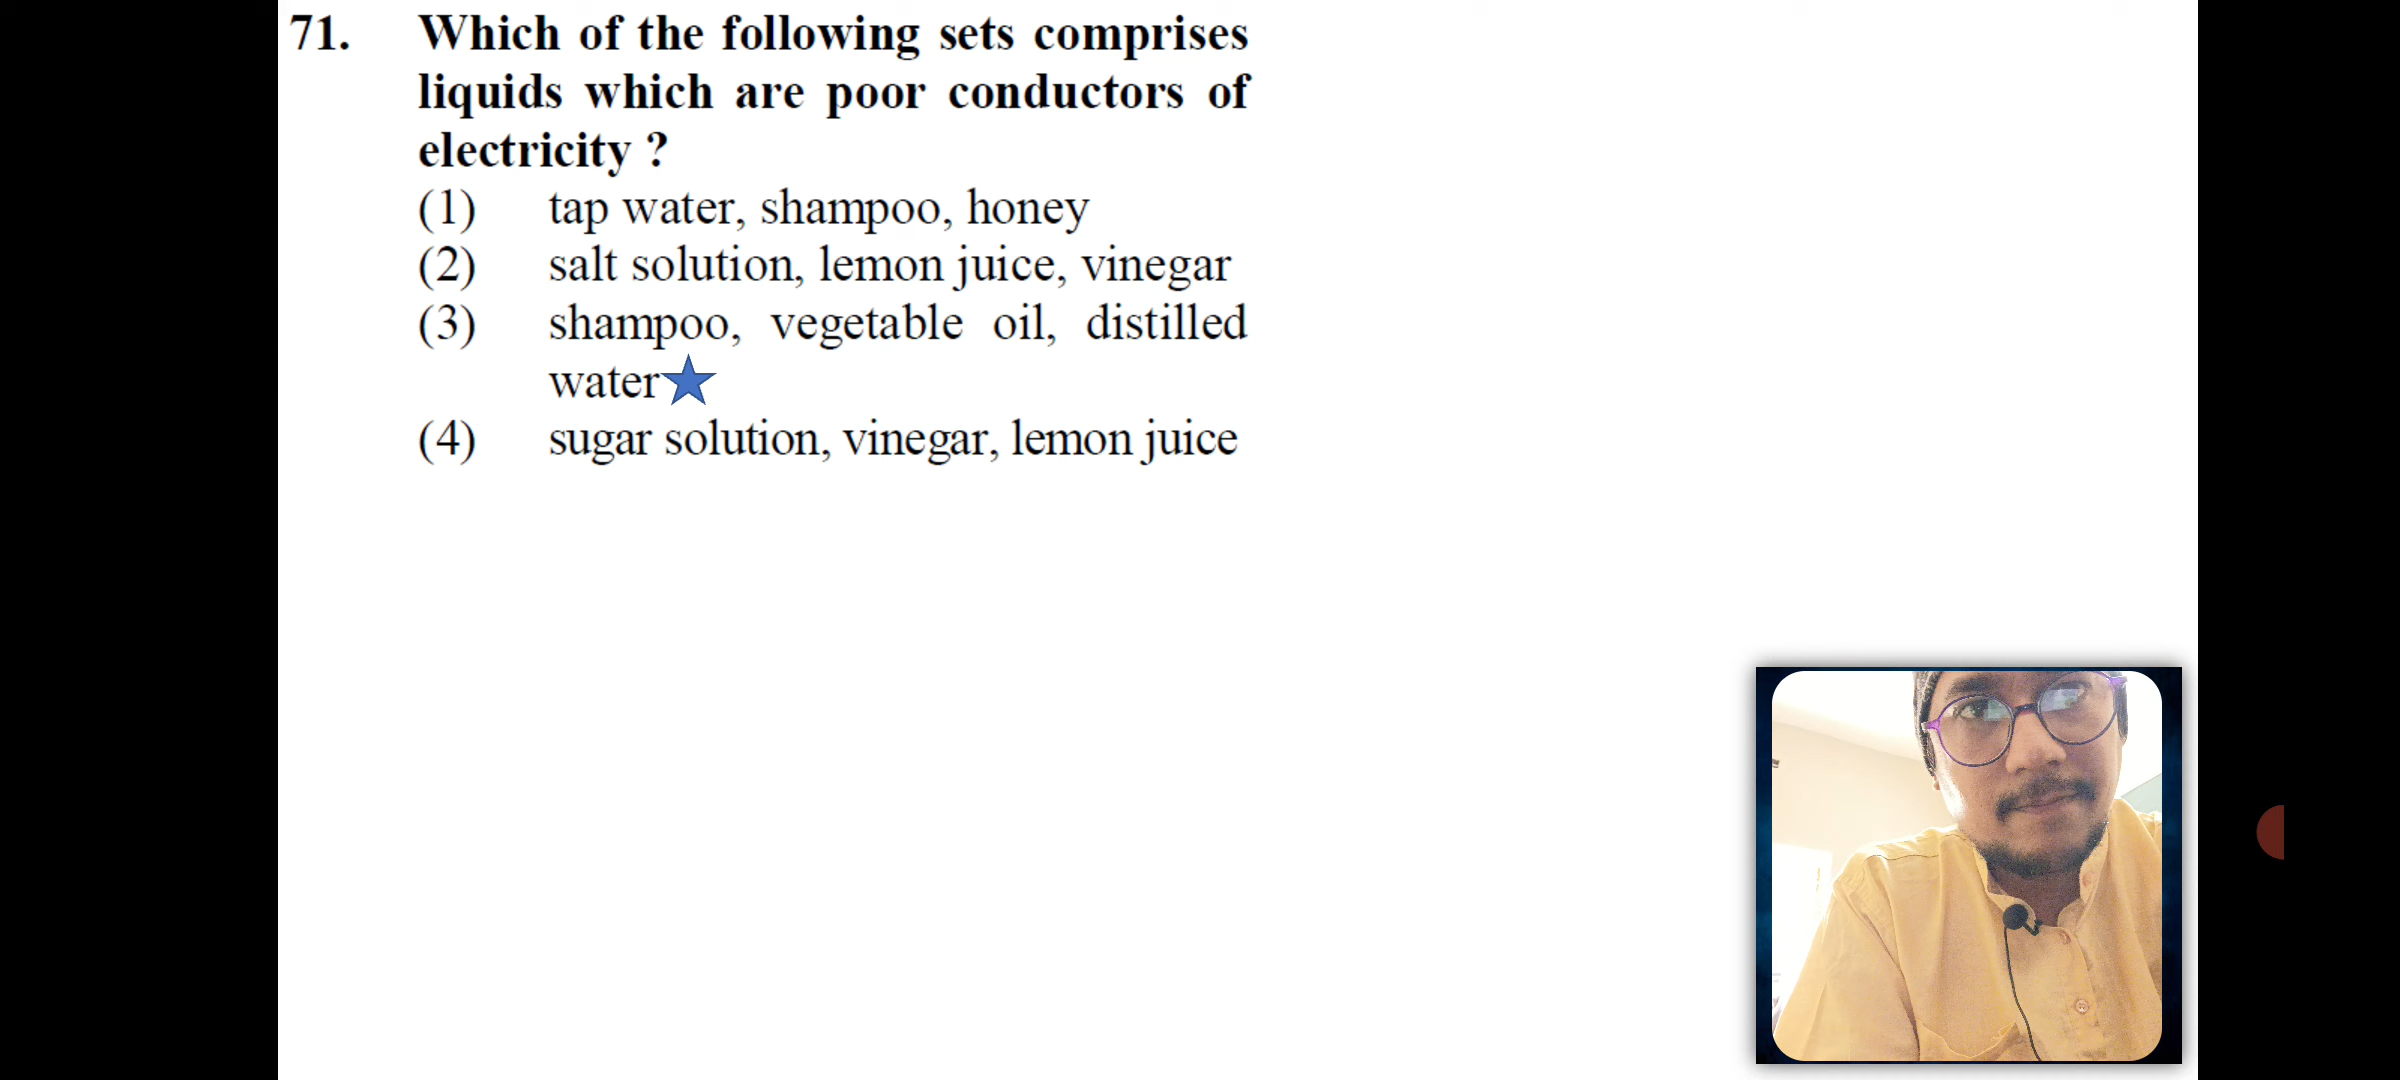 71. Which of the following sets comprises
liquids which are poor conductors of
electricity ?
(1) tap water, shampoo, honey
(2) salt solution, lemon juice, vinegar
(3) shampoo, vegetable oil, distilled
water
(4) sugar solution, vinegar, lemon juice